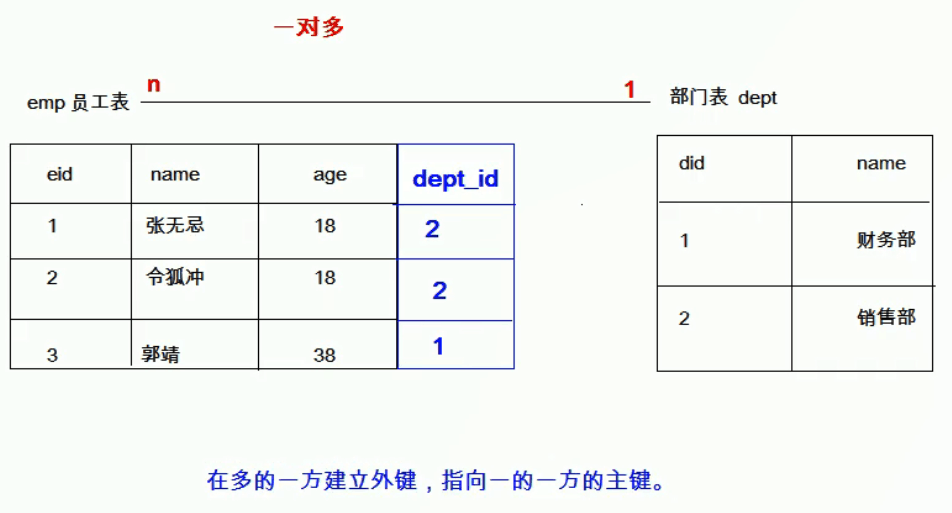 一对多
emp 员工表 n 1 部门表 dept
eid name age dept_id
1 张无忌 18 2
2 令狐冲 18 2
3 郭靖 38 1
did name
1 财务部
2 销售部
在多的一方建立外键，指向一的一方的主键。